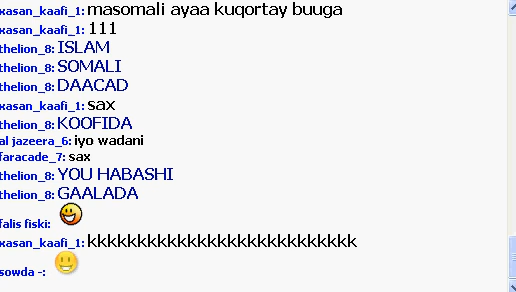 xasan_kaafi_1: masomali ayaa kuqortay buuga
xasan_kaafi_1: 111
thelion_8: ISLAM
thelion_8: SOMALI
thelion_8: DAACAD
xasan_kaafi_1: sax
thelion_8: KOOFIDA
al jazeera_6: iyo wadani
faracade_7: sax
thelion_8: YOU HABASHI
thelion_8: GAALADA
falis fiski:
xasan_kaafi_1: kkkkkkkkkkkkkkkkkkkkkkkkkkk
sowda -: